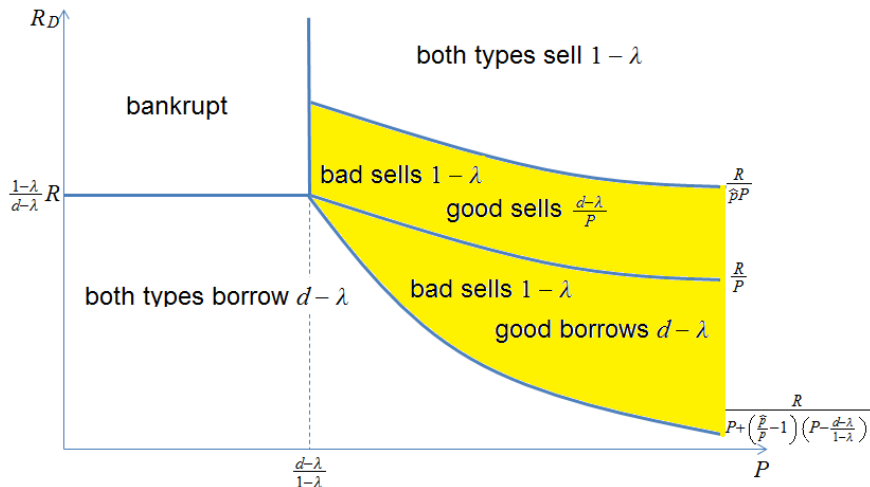 R_D
both types sell 1 − λ
bankrupt
bad sells 1 − λ
good sells (d−λ)/P
R/(p̂P)
(1−λ)/(d−λ) R
both types borrow d − λ
bad sells 1 − λ
good borrows d − λ
R/P
R/(P+(p̂/p−1)(P−(d−λ)/(1−λ)))
(d−λ)/(1−λ)
P